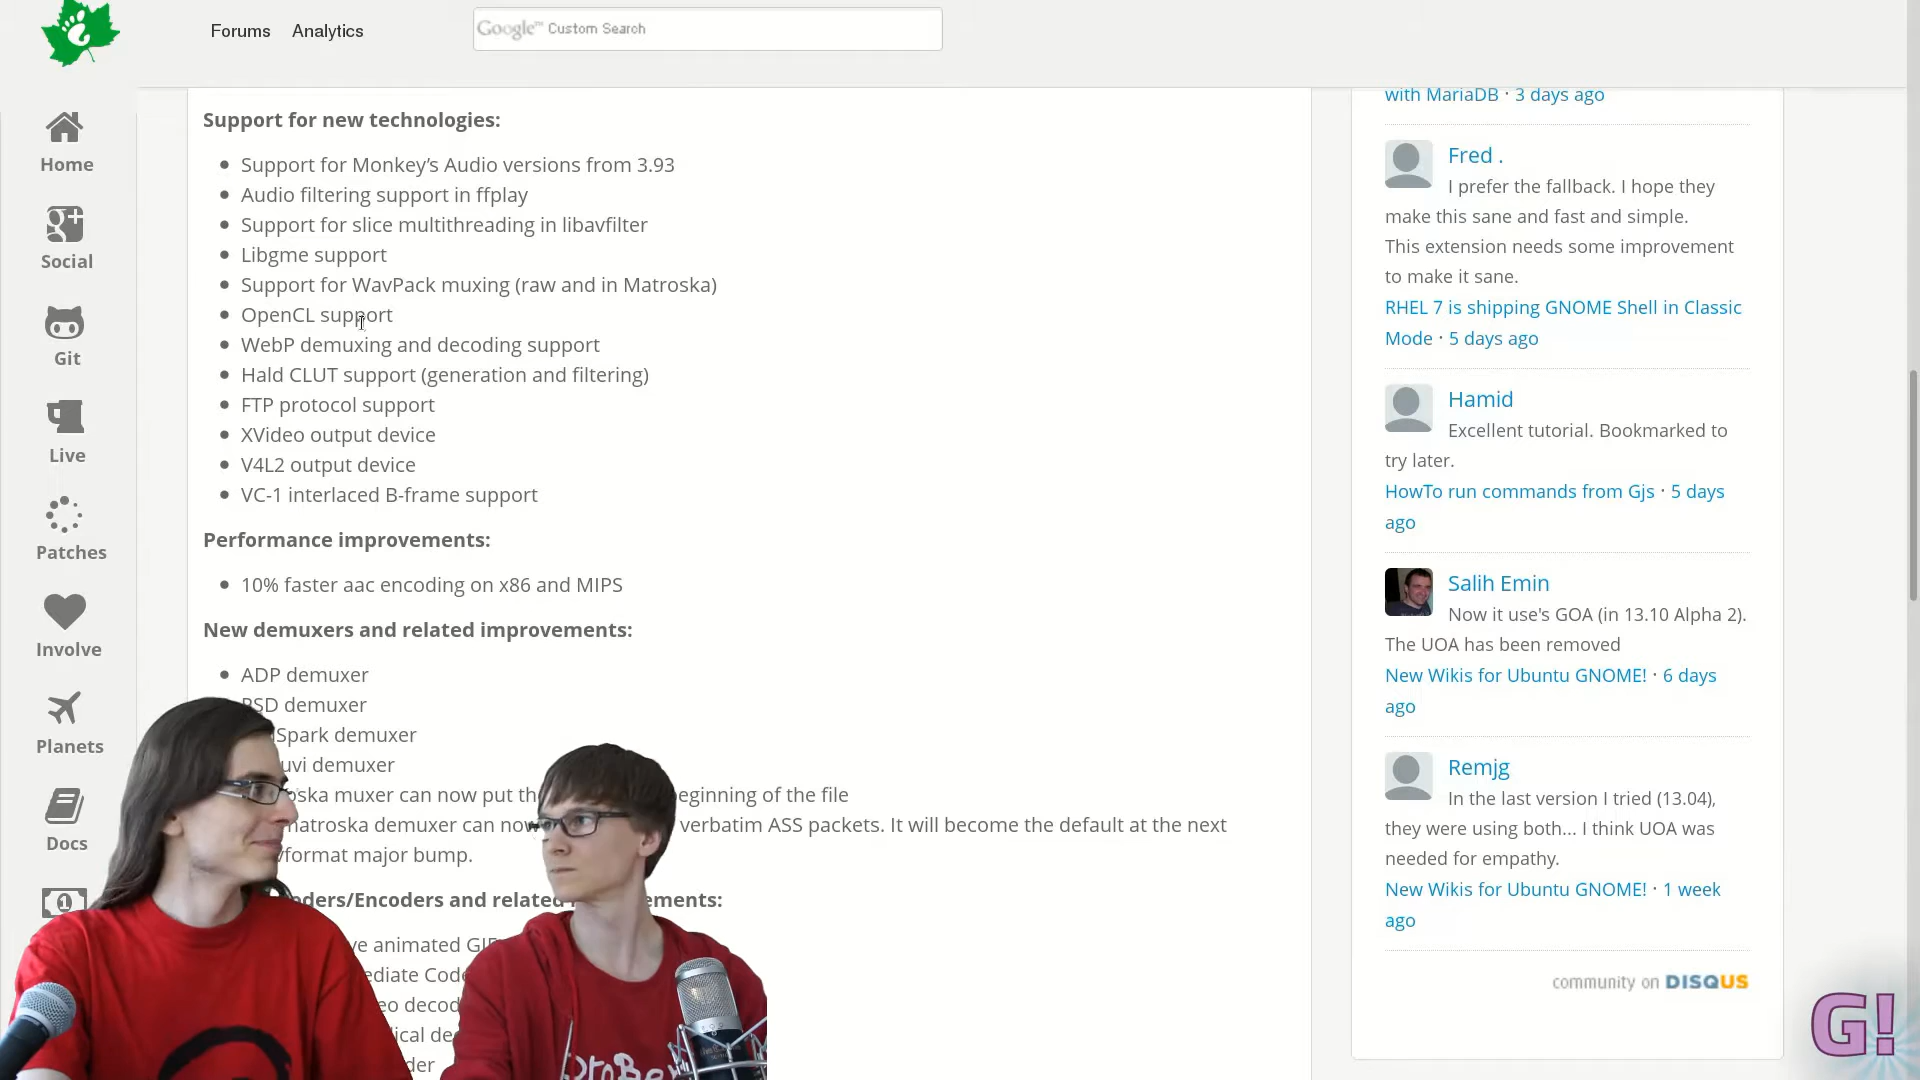 Forums Analytics
Google™ Custom Search
Home
Social
Git
Live
Patches
Involve
Planets
Docs
Support for new technologies:
Support for Monkey’s Audio versions from 3.93
Audio filtering support in ffplay
Support for slice multithreading in libavfilter
Libgme support
Support for WavPack muxing (raw and in Matroska)
OpenCL support
WebP demuxing and decoding support
Hald CLUT support (generation and filtering)
FTP protocol support
XVideo output device
V4L2 output device
VC-1 interlaced B-frame support
Performance improvements:
10% faster aac encoding on x86 and MIPS
New demuxers and related improvements:
ADP demuxer
PSD demuxer
Spark demuxer
demuxer
muxer can now put of the file
matroska demuxer can verbatim ASS packets. It will become the default at the next
major bump.
and related
animated
with MariaDB · 3 days ago
Fred .
I prefer the fallback. I hope they
make this sane and fast and simple.
This extension needs some improvement
to make it sane.
RHEL 7 is shipping GNOME Shell in Classic
Mode · 5 days ago
Hamid
Excellent tutorial. Bookmarked to
try later.
HowTo run commands from Gjs · 5 days
ago
Salih Emin
Now it use's GOA (in 13.10 Alpha 2).
The UOA has been removed
New Wikis for Ubuntu GNOME! · 6 days
ago
Remjg
In the last version I tried (13.04),
they were using both... I think UOA was
needed for empathy.
New Wikis for Ubuntu GNOME! · 1 week
ago
community on DISQUS
G!